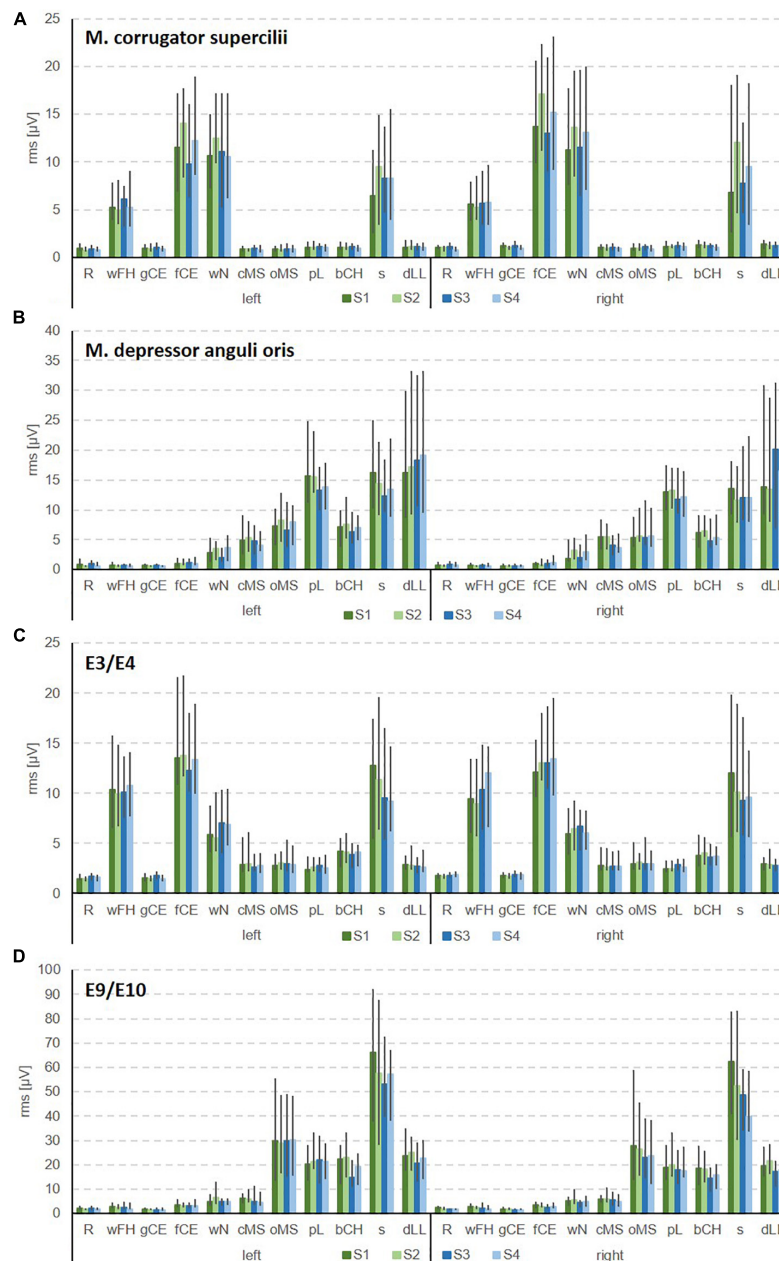 A
M. corrugator supercilii
rms [µV]
25
20
15
10
5
0
R wFH gCE fCE wN cMS oMS pL bCH s dLL R wFH gCE fCE wN cMS oMS pL bCH s dLL
left S1 S2 S3 S4 right
B
M. depressor anguli oris
rms [µV]
40
35
30
25
20
15
10
5
0
R wFH gCE fCE wN cMS oMS pL bCH s dLL R wFH gCE fCE wN cMS oMS pL bCH s dLL
left S1 S2 S3 S4 right
C
E3/E4
rms [µV]
25
20
15
10
5
0
R wFH gCE fCE wN cMS oMS pL bCH s dLL R wFH gCE fCE wN cMS oMS pL bCH s dLL
left S1 S2 S3 S4 right
D
E9/E10
rms [µV]
100
90
80
70
60
50
40
30
20
10
0
R wFH gCE fCE wN cMS oMS pL bCH s dLL R wFH gCE fCE wN cMS oMS pL bCH s dLL
left S1 S2 S3 S4 right